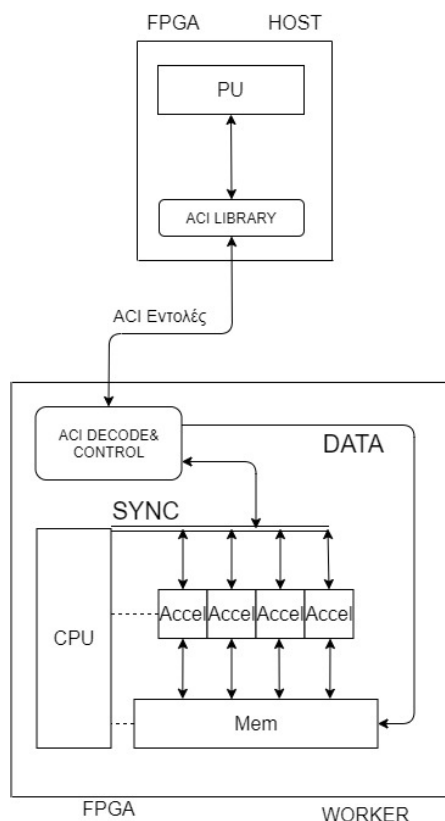 FPGA HOST
PU
ACI LIBRARY
ACI Εντολές
ACI DECODE&
CONTROL
DATA
SYNC
CPU
Accel Accel Accel Accel
Mem
FPGA WORKER